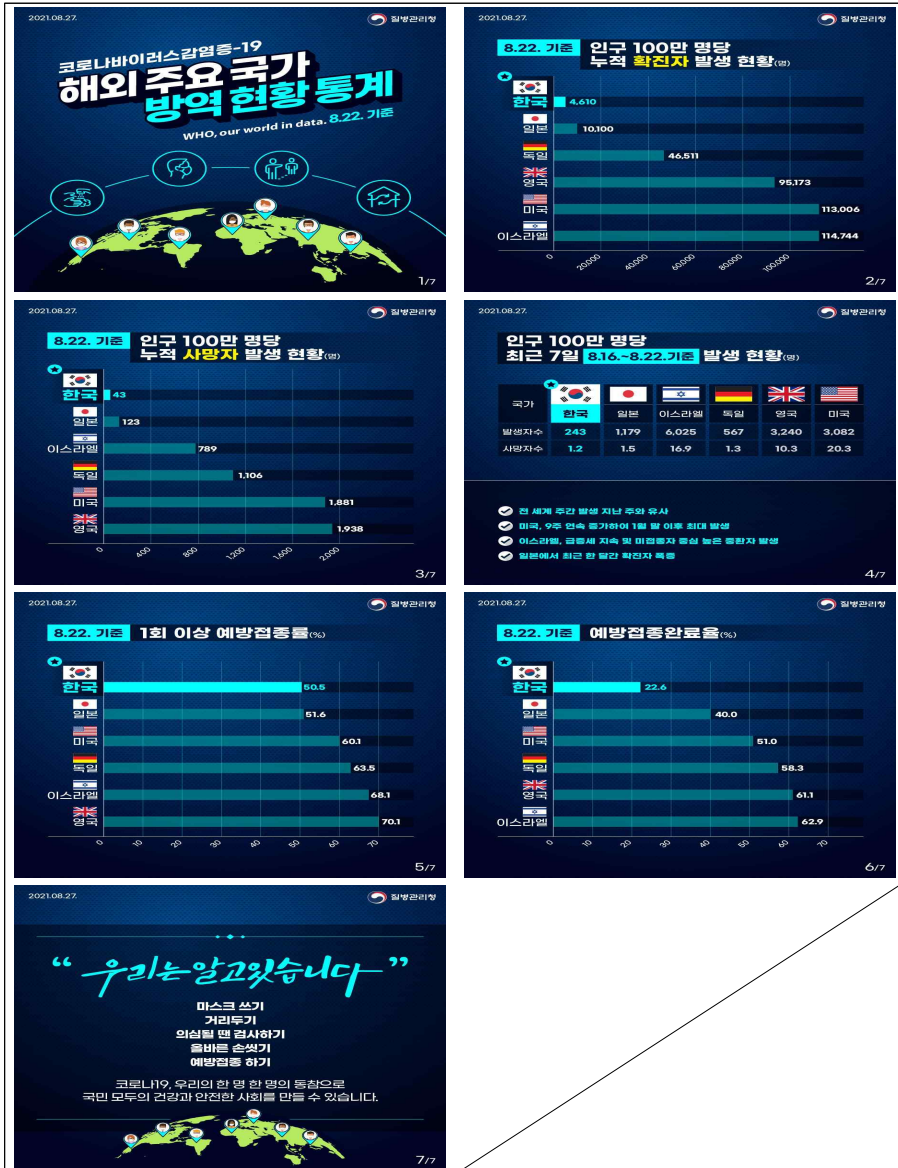 2021.08.27.
질병관리청
코로나바이러스감염증-19
해외 주요 국가
방역 현황 통계
WHO, our world in data. 8.22. 기준
1/7
질병관리청
8.22. 기준
인구 100만 명당
누적 확진자 발생 현황(명)
한국 4,610
일본 10,100
독일 46,511
영국 95,173
미국 113,006
이스라엘 114,744
0 20,000 40,000 60,000 80,000 100,000
2/7
2021.08.27.
질병관리청
8.22. 기준
인구 100만 명당
누적 사망자 발생 현황(명)
한국 43
일본 123
이스라엘 789
독일 1,106
미국 1,881
영국 1,938
0 400 800 1,200 1,600 2,000
3/7
2021.08.27.
질병관리청
인구 100만 명당
최근 7일 8.16.~8.22.기준 발생 현황(명)
국가 한국 일본 이스라엘 독일 영국 미국
발생자수 243 1,179 6,025 567 3,240 3,082
사망자수 1.2 1.5 16.9 1.3 10.3 20.3
전 세계 주간 발생 지난 주와 유사
미국, 9주 연속 증가하여 1월 말 이후 최대 발생
이스라엘, 급증세 지속 및 미접종자 중심 높은 중환자 발생
일본에서 최근 한 달간 확진자 폭증
4/7
2021.08.27.
질병관리청
8.22. 기준 1회 이상 예방접종률(%)
한국 50.5
일본 51.6
미국 60.1
독일 63.5
이스라엘 68.1
영국 70.1
0 10 20 30 40 50 60 70
5/7
2021.08.27.
질병관리청
8.22. 기준 예방접종완료율(%)
한국 22.6
일본 40.0
미국 51.0
독일 58.3
영국 61.1
이스라엘 62.9
0 10 20 30 40 50 60 70
6/7
2021.08.27.
질병관리청
“우리는 알고있습니다”
마스크 쓰기
거리두기
의심될 땐 검사하기
올바른 손씻기
예방접종 하기
코로나19, 우리의 한 명 한 명의 동참으로
국민 모두의 건강과 안전한 사회를 만들 수 있습니다.
7/7